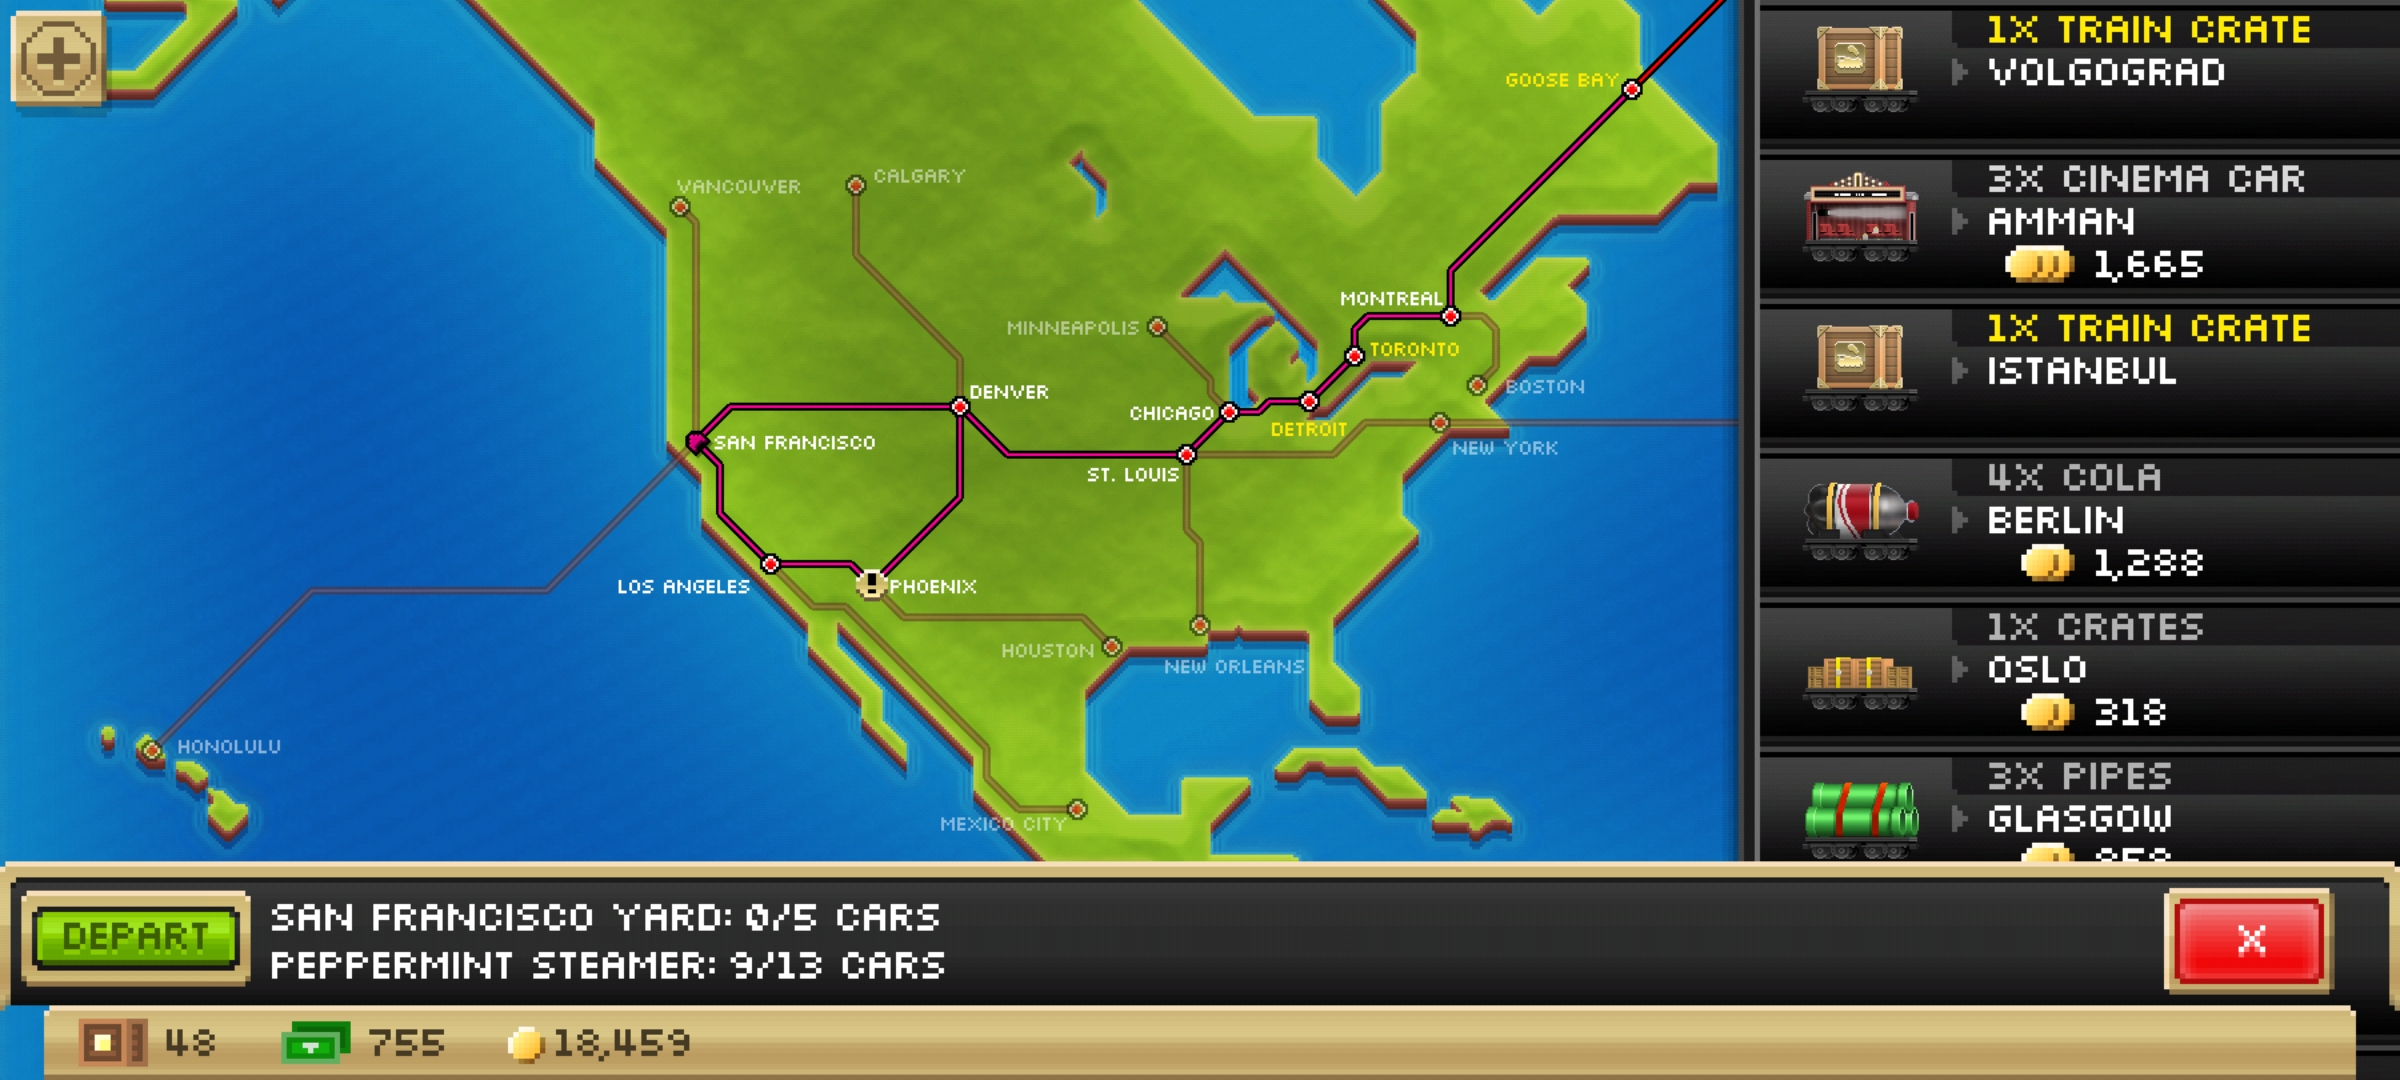 GOOSE BAY
VANCOUVER
CALGARY
MINNEAPOLIS
MONTREAL
TORONTO
BOSTON
DENVER
CHICAGO
DETROIT
NEW YORK
SAN FRANCISCO
ST. LOUIS
LOS ANGELES
PHOENIX
HOUSTON
NEW ORLEANS
HONOLULU
MEXICO CITY
1X TRAIN CRATE
VOLGOGRAD
3X CINEMA CAR
AMMAN
1,665
1X TRAIN CRATE
ISTANBUL
4X COLA
BERLIN
1,288
1X CRATES
OSLO
318
3X PIPES
GLASGOW
DEPART
SAN FRANCISCO YARD: 0/5 CARS
PEPPERMINT STEAMER: 9/13 CARS
X
48
755
18,459